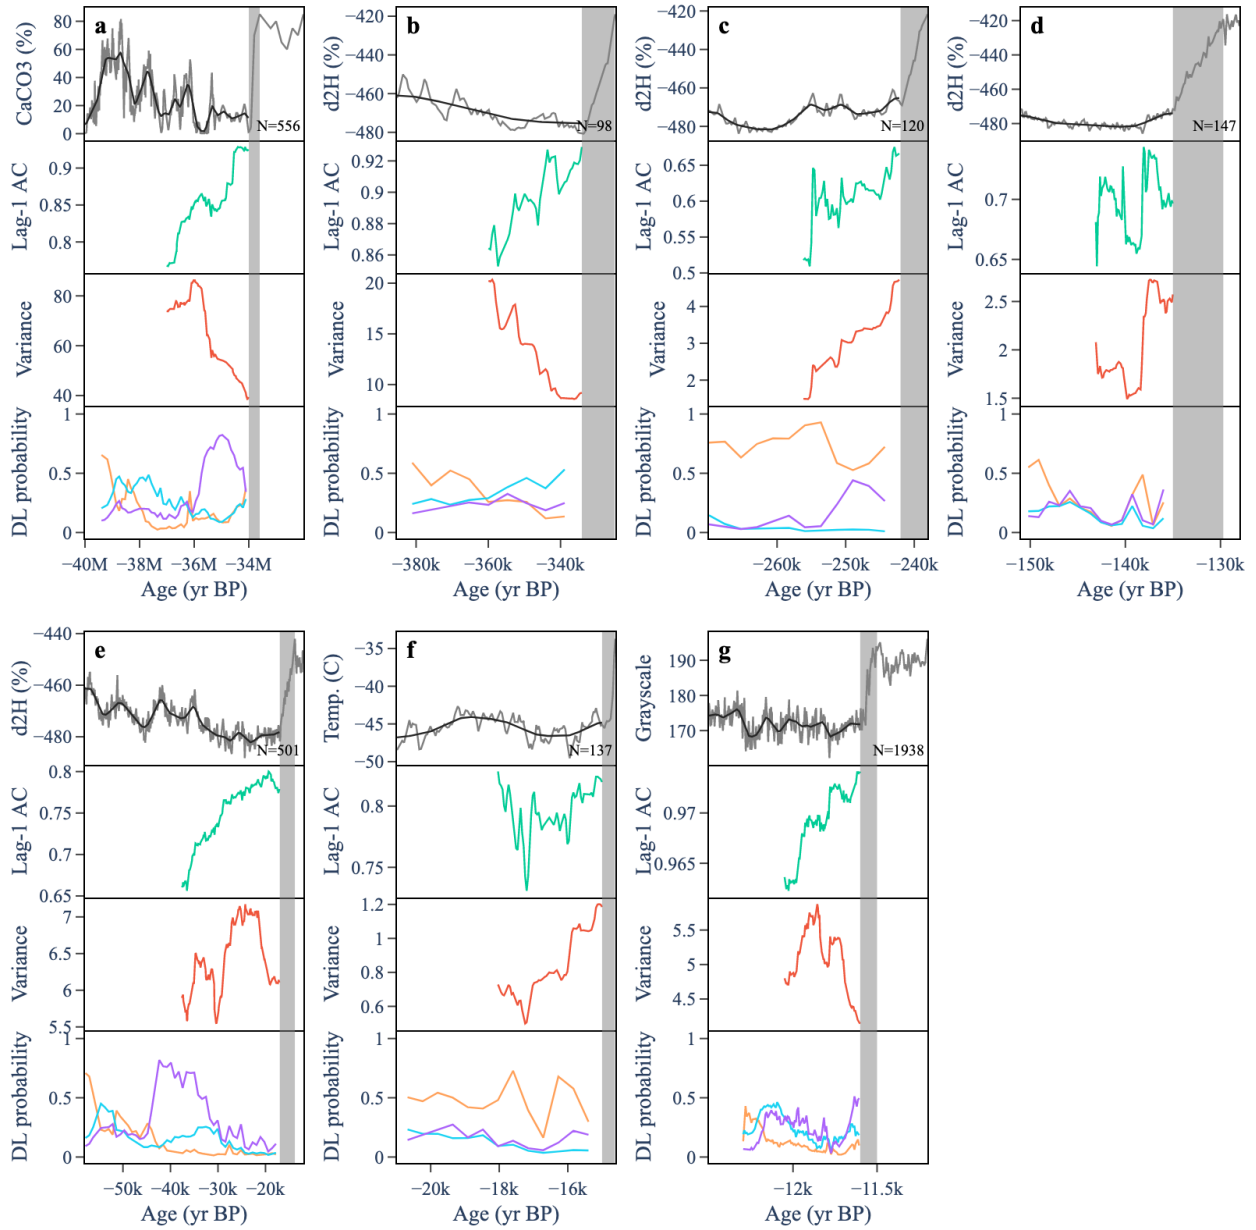 a
CaCO3 (%)
80
60
40
20
0
N=556
Lag-1 AC
0.9
0.85
0.8
Variance
80
60
40
DL probability
1
0.5
0
−40M −38M −36M −34M
Age (yr BP)
b
d2H (%)
−420
−440
−460
−480
N=98
Lag-1 AC
0.92
0.9
0.88
0.86
Variance
20
15
10
DL probability
1
0.5
0
−380k −360k −340k
Age (yr BP)
c
d2H (%)
−420
−440
−460
−480
N=120
Lag-1 AC
0.65
0.6
0.55
0.5
Variance
4
3
2
DL probability
1
0.5
0
−260k −250k −240k
Age (yr BP)
d
d2H (%)
−420
−440
−460
−480
N=147
Lag-1 AC
0.7
0.65
Variance
2.5
2
1.5
DL probability
1
0.5
0
−150k −140k −130k
Age (yr BP)
e
d2H (%)
−440
−460
−480
N=501
Lag-1 AC
0.8
0.75
0.7
0.65
Variance
7
6.5
6
5.5
DL probability
1
0.5
0
−50k −40k −30k −20k
Age (yr BP)
f
Temp. (C)
−35
−40
−45
−50
N=137
Lag-1 AC
0.8
0.75
Variance
1.2
1
0.8
0.6
DL probability
1
0.5
0
−20k −18k −16k
Age (yr BP)
g
Grayscale
190
170
N=1938
Lag-1 AC
0.97
0.965
Variance
5.5
5
4.5
DL probability
1
0.5
0
−12k −11.5k
Age (yr BP)